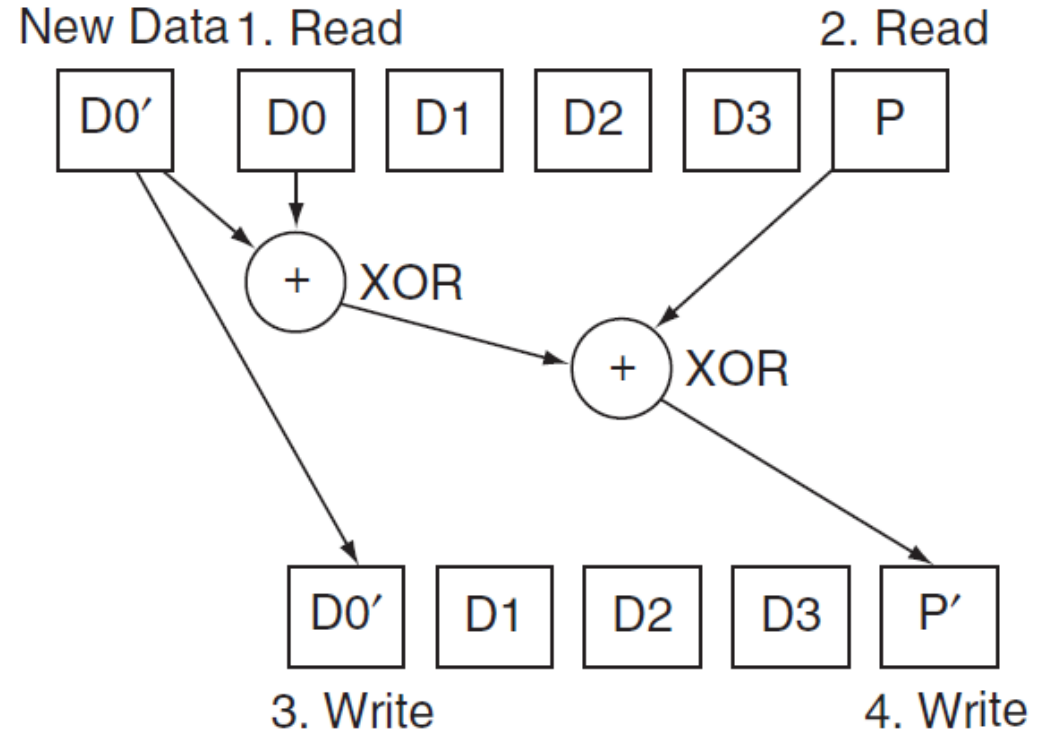 New Data 1. Read 2. Read
D0′ D0 D1 D2 D3 P
+ XOR
+ XOR
D0′ D1 D2 D3 P′
3. Write 4. Write